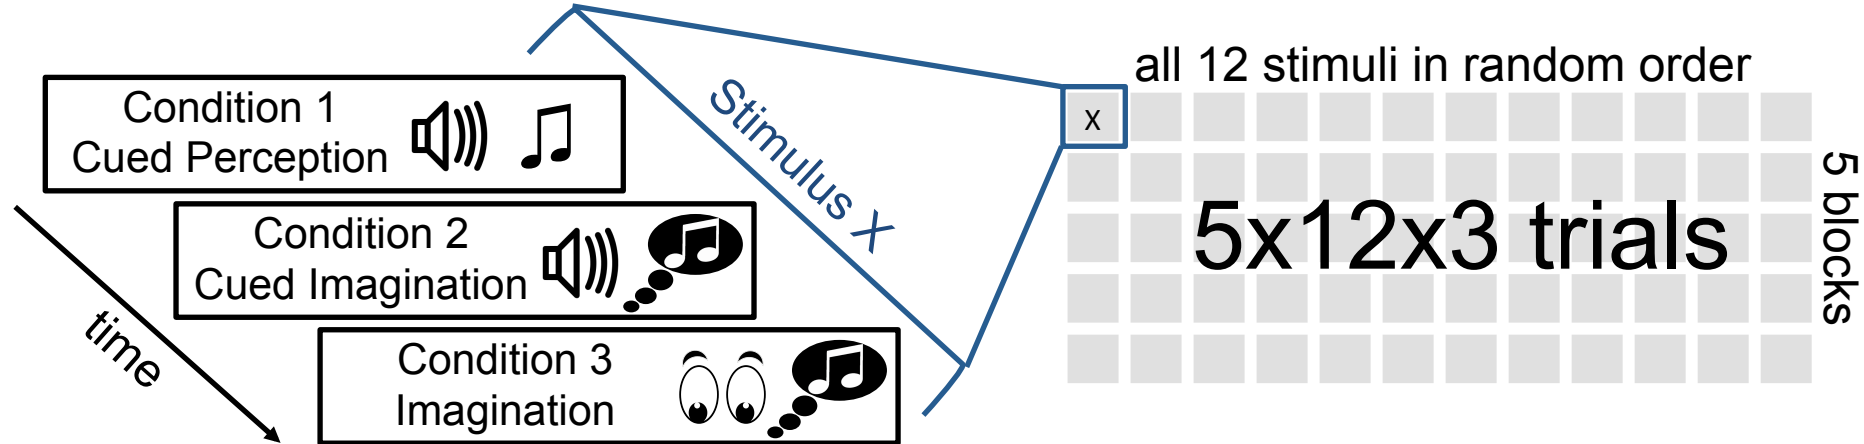 Condition 1
Cued Perception
Condition 2
Cued Imagination
Condition 3
Imagination
time
Stimulus X
all 12 stimuli in random order
x
5x12x3 trials
5 blocks